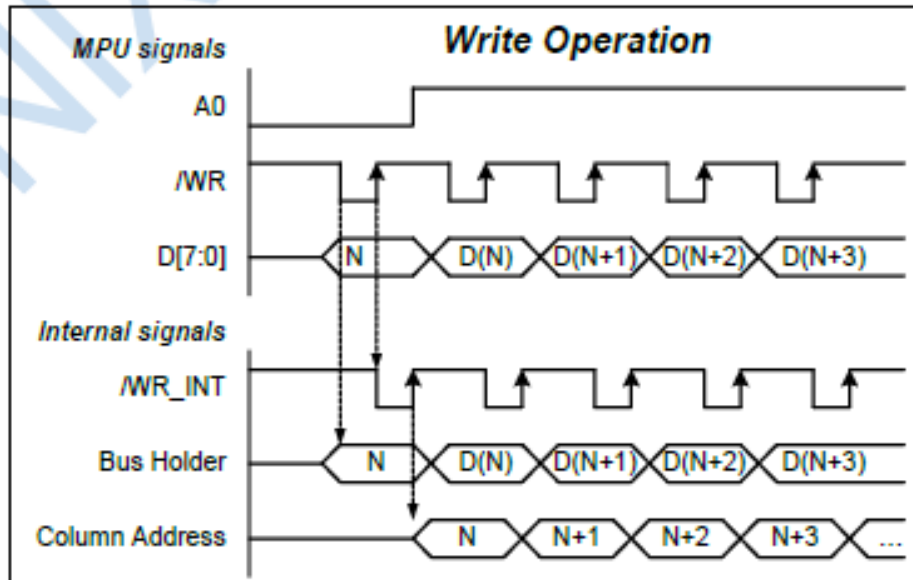 Write Operation
MPU signals
A0
/WR
D[7:0] N D(N) D(N+1) D(N+2) D(N+3)
Internal signals
/WR_INT
Bus Holder N D(N) D(N+1) D(N+2) D(N+3)
Column Address N N+1 N+2 N+3 ...